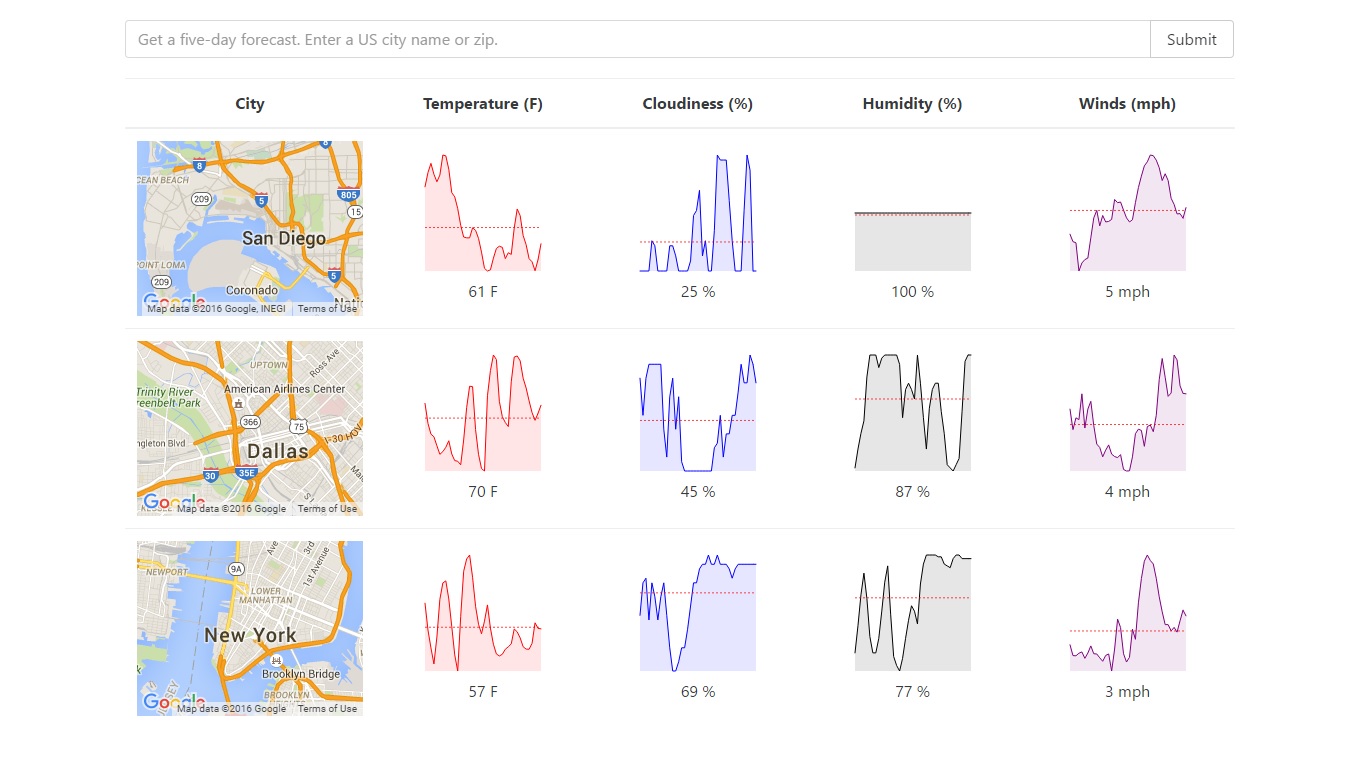 Get a five-day forecast. Enter a US city name or zip. Submit
City Temperature (F) Cloudiness (%) Humidity (%) Winds (mph)
8
8
CEAN BEACH
805
209
5
15
San Diego
POINT LOMA
5
209
Coronado
Google
Map data ©2016 Google, INEGI Terms of Use
61 F 25 % 100 % 5 mph
UPTOWN
Ross Ave
American Airlines Center
Trinity River
reenbelt Park
366
75
ngleton Blvd
I-30 HOV
Dallas
30
35E
Google
Map data ©2016 Google Terms of Use
70 F 45 % 87 % 4 mph
Ave
3rd
1st Avenue
9A
NEWPORT
LOWER
MANHATTAN
New York
Brooklyn Bridge
BROOKLYN
Google
Map data ©2016 Google Terms of Use
57 F 69 % 77 % 3 mph